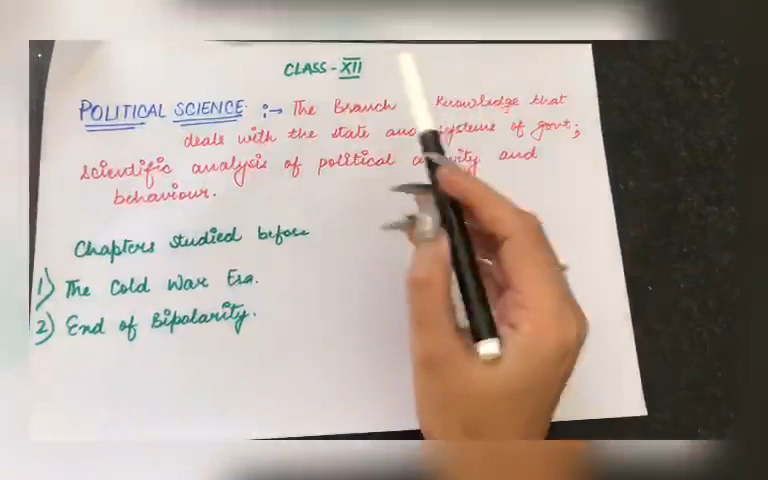 CLASS - XII
POLITICAL SCIENCE :→ The Branch Knowledge that
deals with the state and systems of govt;
Scientific analysis of political and
behaviour.
Chapters studied before
1) The Cold War Era.
2) End of Bipolarity.